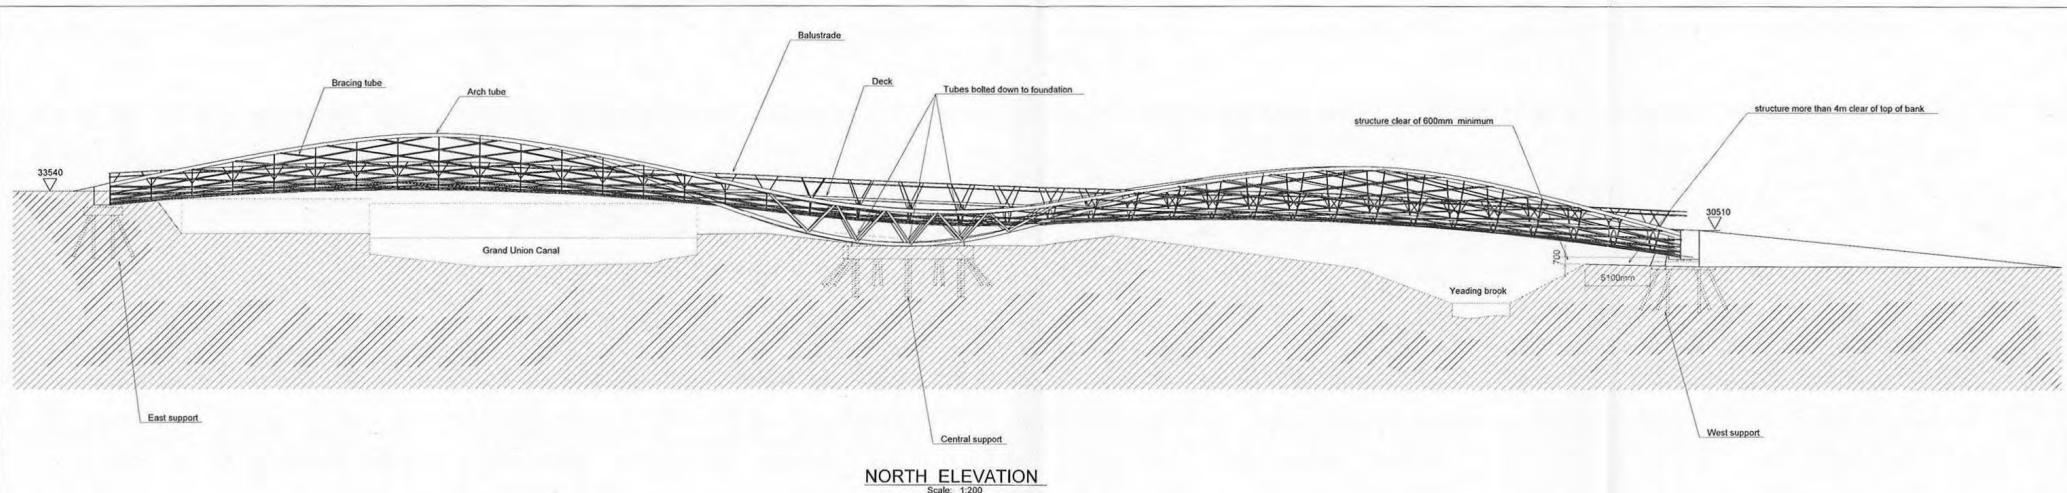 Balustrade
Bracing tube
Arch tube
Deck
Tubes bolted down to foundation
structure more than 4m clear of top of bank
structure clear of 600mm minimum
33540
30510
Grand Union Canal
700
5100mm
Yeading brook
East support
Central support
West support
NORTH ELEVATION
Scale: 1:200